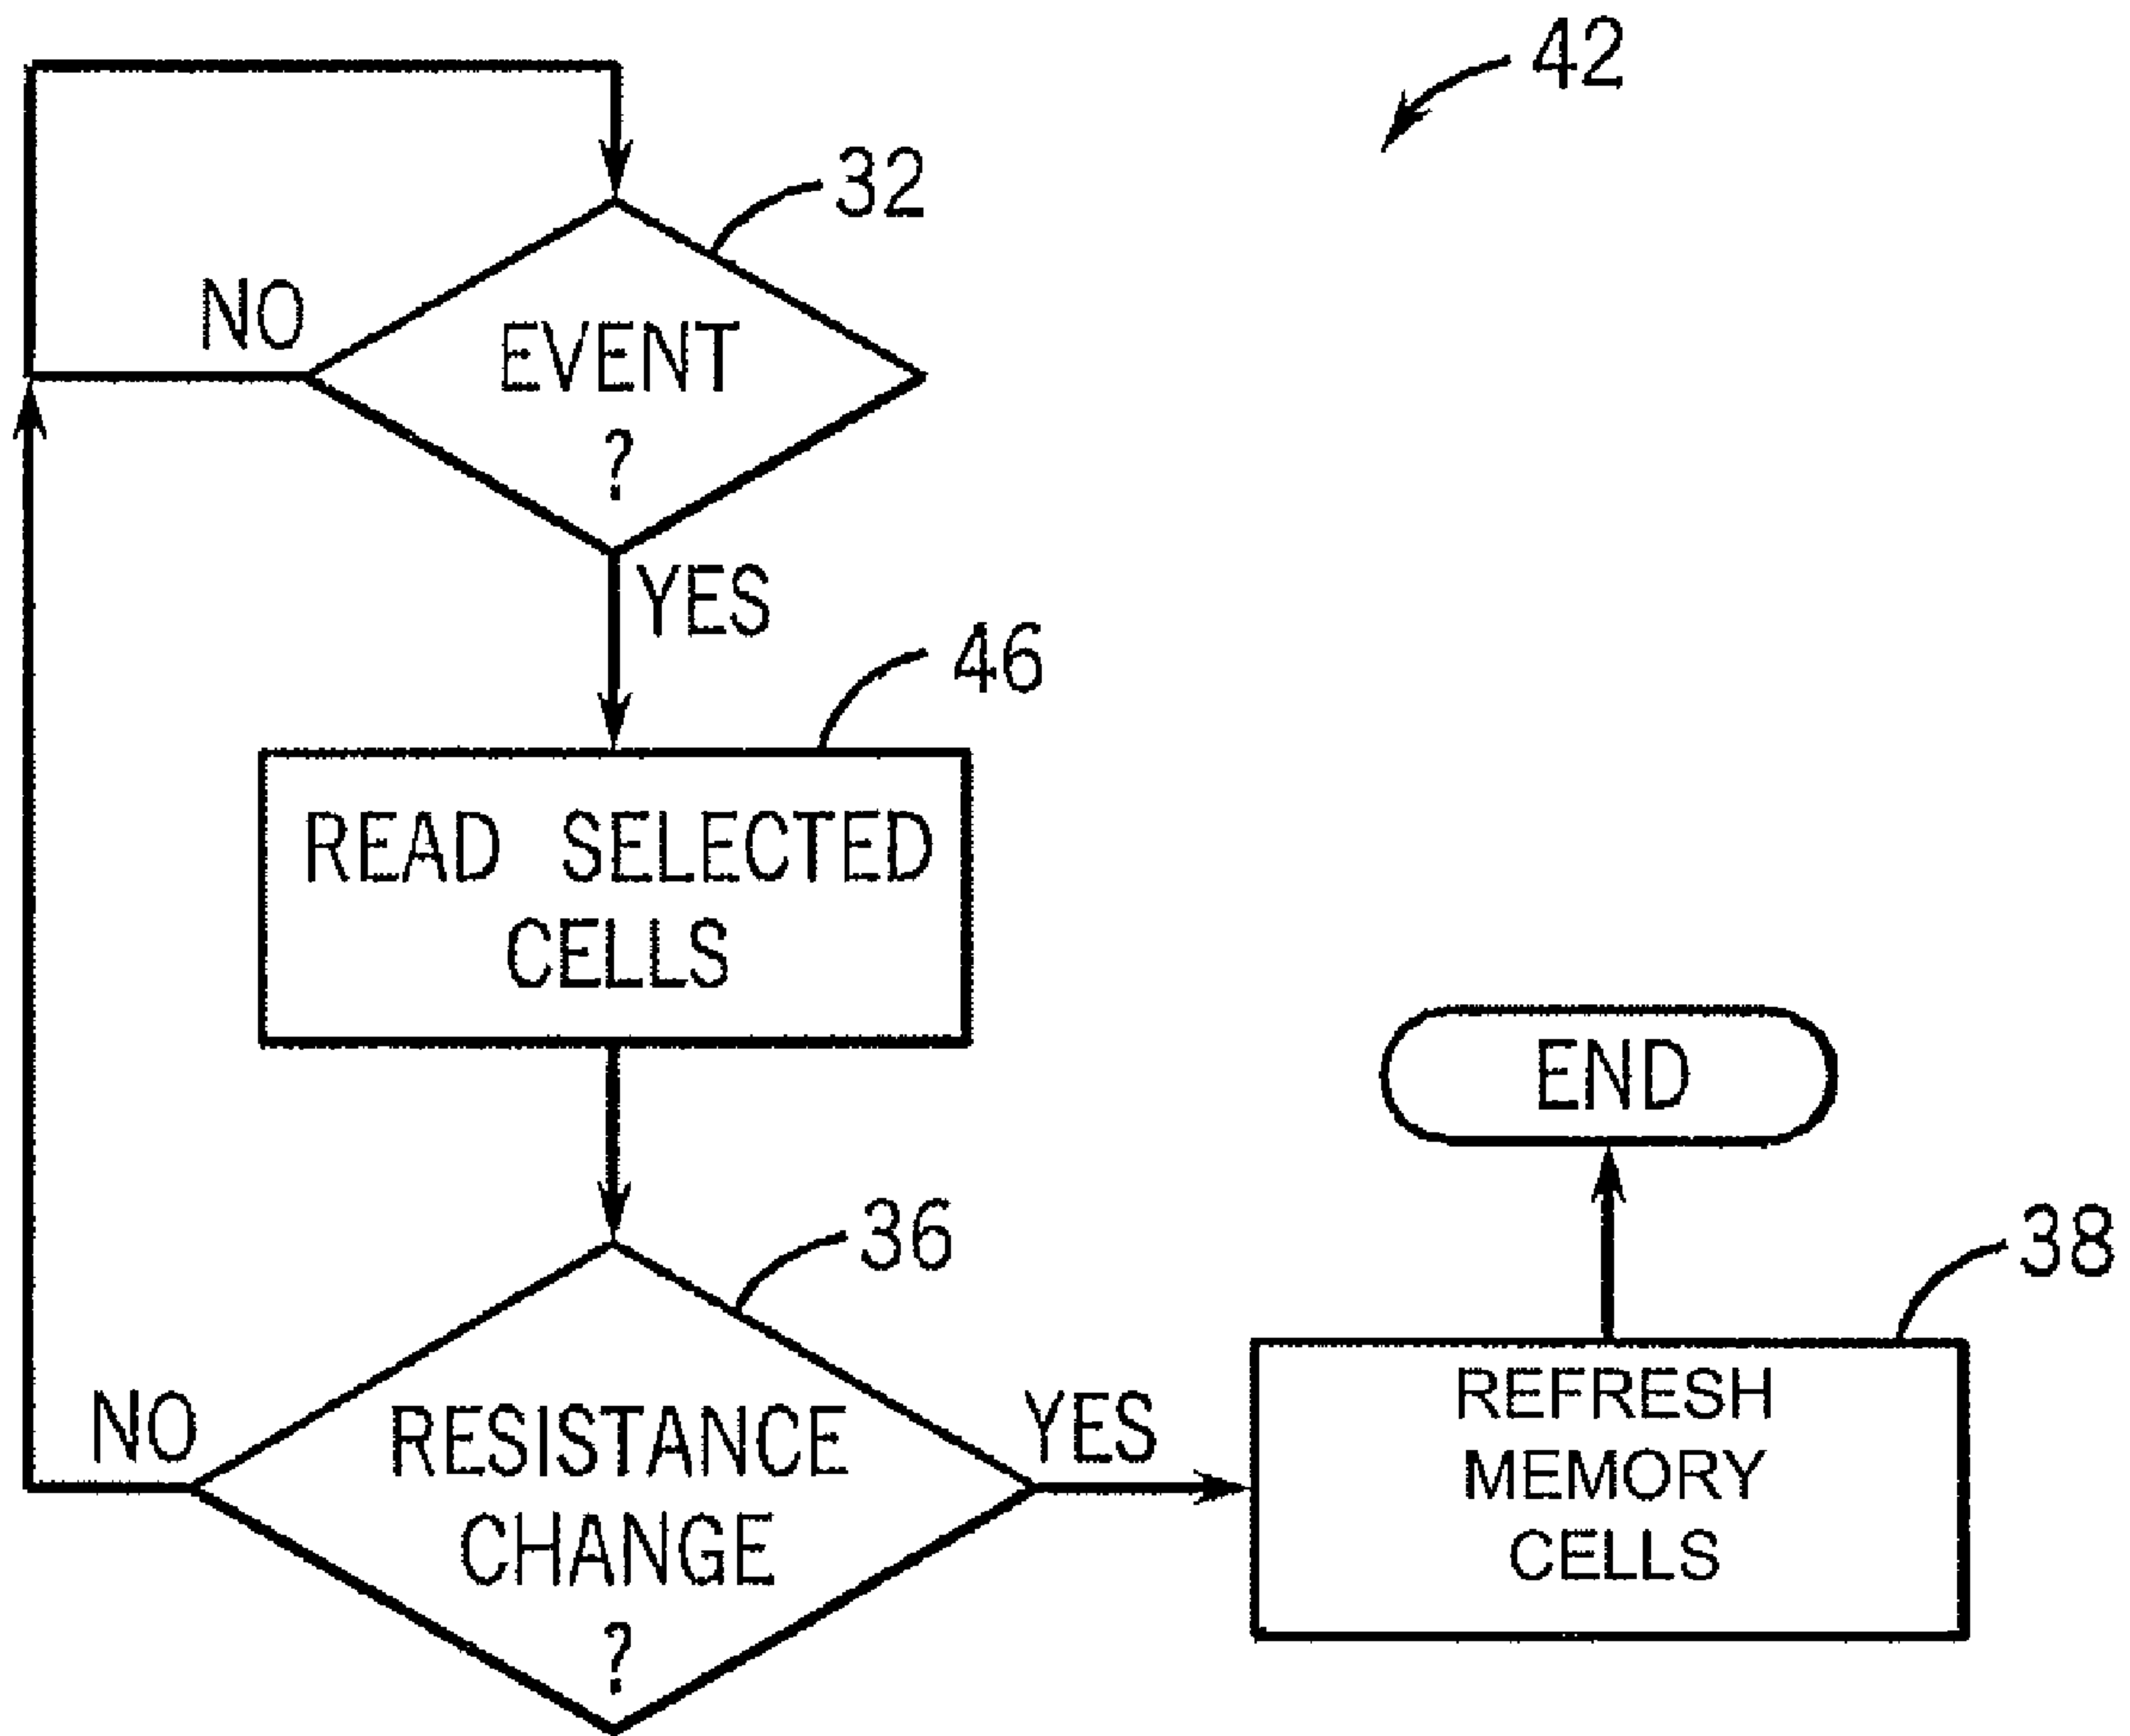 42
32
NO
EVENT
?
YES
46
READ SELECTED
CELLS
END
36
38
NO
RESISTANCE
CHANGE
?
YES
REFRESH
MEMORY
CELLS